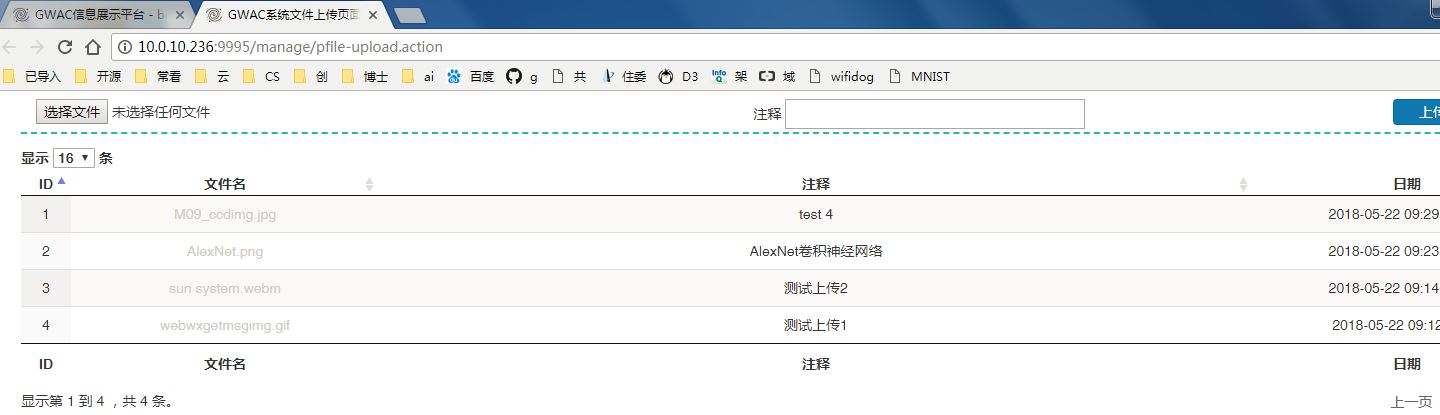 GWAC信息展示平台 - b
GWAC系统文件上传页面
10.0.10.236:9995/manage/pfile-upload.action
已导入 开源 常看 云 CS 创 博士 ai 百度 g 共 住委 D3 InfoQ 架 域 wifidog MNIST
选择文件 未选择任何文件 注释 上传
显示 16 条
ID 文件名 注释 日期
1 M09_ccdimg.jpg test 4 2018-05-22 09:29
2 AlexNet.png AlexNet卷积神经网络 2018-05-22 09:23
3 sun system.webm 测试上传2 2018-05-22 09:14
4 webwxgetmsgimg.gif 测试上传1 2018-05-22 09:12
ID 文件名 注释 日期
显示第 1 到 4 ，共 4 条。 上一页